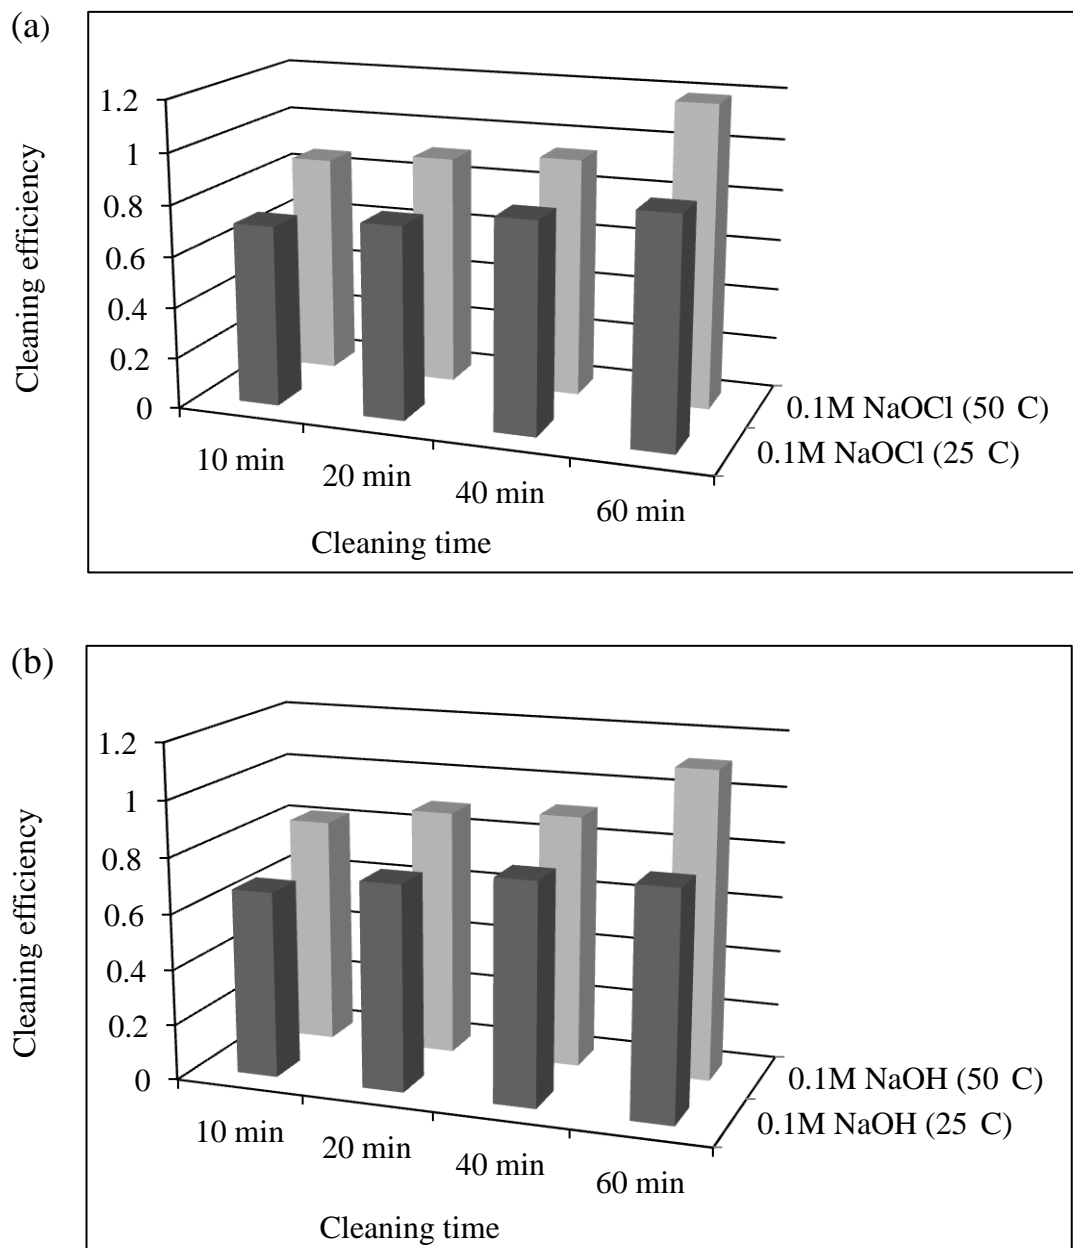 (a)
Cleaning efficiency
1.2
1
0.8
0.6
0.4
0.2
0
10 min
20 min
40 min
60 min
0.1M NaOCl (50 C)
0.1M NaOCl (25 C)
Cleaning time
(b)
Cleaning efficiency
1.2
1
0.8
0.6
0.4
0.2
0
10 min
20 min
40 min
60 min
0.1M NaOH (50 C)
0.1M NaOH (25 C)
Cleaning time